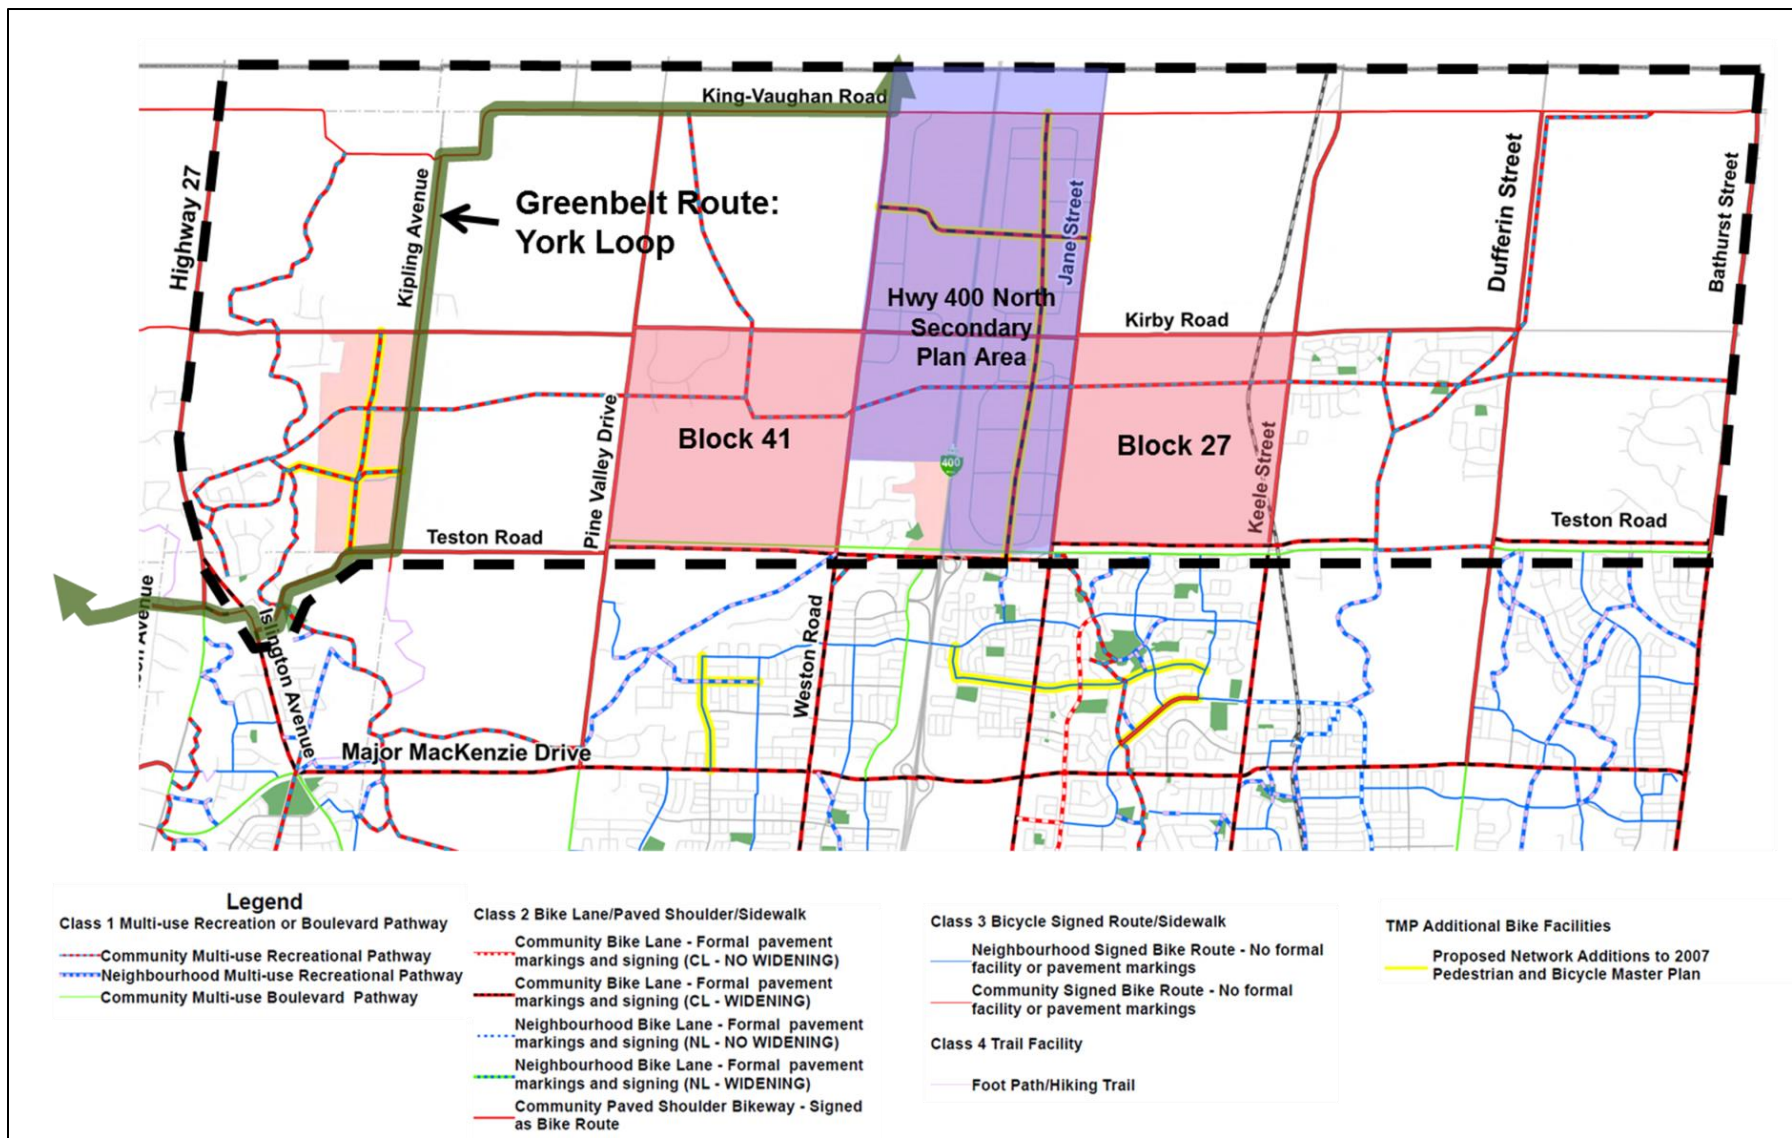 King-Vaughan Road
Highway 27
Kipling Avenue
Greenbelt Route:
York Loop
Jane Street
Dufferin Street
Bathurst Street
Hwy 400 North
Secondary
Plan Area
Kirby Road
Pine Valley Drive
Block 41
Block 27
400
Keele Street
Teston Road
Teston Road
Avenue
Islington Avenue
Weston Road
Major MacKenzie Drive
Legend
Class 1 Multi-use Recreation or Boulevard Pathway
Community Multi-use Recreational Pathway
Neighbourhood Multi-use Recreational Pathway
Community Multi-use Boulevard Pathway
Class 2 Bike Lane/Paved Shoulder/Sidewalk
Community Bike Lane - Formal pavement
markings and signing (CL - NO WIDENING)
Community Bike Lane - Formal pavement
markings and signing (CL - WIDENING)
Neighbourhood Bike Lane - Formal pavement
markings and signing (NL - NO WIDENING)
Neighbourhood Bike Lane - Formal pavement
markings and signing (NL - WIDENING)
Community Paved Shoulder Bikeway - Signed
as Bike Route
Class 3 Bicycle Signed Route/Sidewalk
Neighbourhood Signed Bike Route - No formal
facility or pavement markings
Community Signed Bike Route - No formal
facility or pavement markings
Class 4 Trail Facility
Foot Path/Hiking Trail
TMP Additional Bike Facilities
Proposed Network Additions to 2007
Pedestrian and Bicycle Master Plan